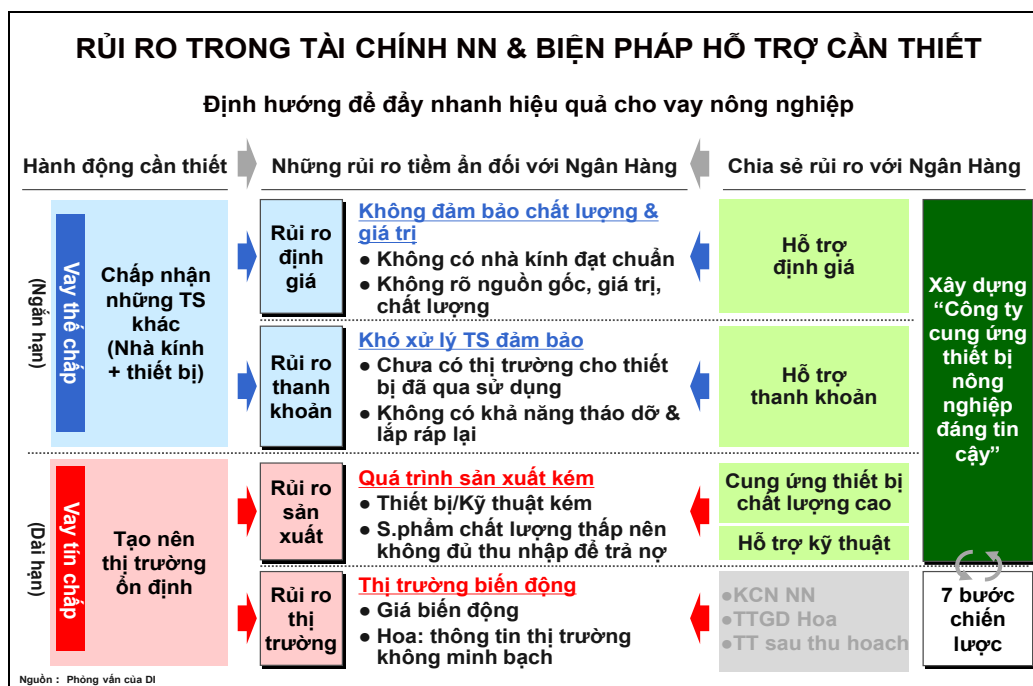 RỦI RO TRONG TÀI CHÍNH NN & BIỆN PHÁP HỖ TRỢ CẦN THIẾT
Định hướng để đẩy nhanh hiệu quả cho vay nông nghiệp
Hành động cần thiết
Những rủi ro tiềm ẩn đối với Ngân Hàng
Chia sẻ rủi ro với Ngân Hàng
(Ngắn hạn)
Vay thế chấp
Chấp nhận
những TS
khác
(Nhà kính
+ thiết bị)
Rủi ro
định
giá
Không đảm bảo chất lượng &
giá trị
● Không có nhà kính đạt chuẩn
● Không rõ nguồn gốc, giá trị,
chất lượng
Hỗ trợ
định giá
Rủi ro
thanh
khoản
Khó xử lý TS đảm bảo
● Chưa có thị trường cho thiết
bị đã qua sử dụng
● Không có khả năng tháo dỡ &
lắp ráp lại
Hỗ trợ
thanh khoản
Xây dựng
“Công ty
cung ứng
thiết bị
nông
nghiệp
đáng tin
cậy”
(Dài hạn)
Vay tín chấp
Tạo nên
thị trường
ổn định
Rủi ro
sản
xuất
Quá trình sản xuất kém
● Thiết bị/Kỹ thuật kém
● S.phẩm chất lượng thấp nên
không đủ thu nhập để trả nợ
Cung ứng thiết bị
chất lượng cao
Hỗ trợ kỹ thuật
Rủi ro
thị
trường
Thị trường biến động
● Giá biến động
● Hoa: thông tin thị trường
không minh bạch
●KCN NN
●TTGD Hoa
●TT sau thu hoach
7 bước
chiến
lược
Nguồn : Phỏng vấn của DI